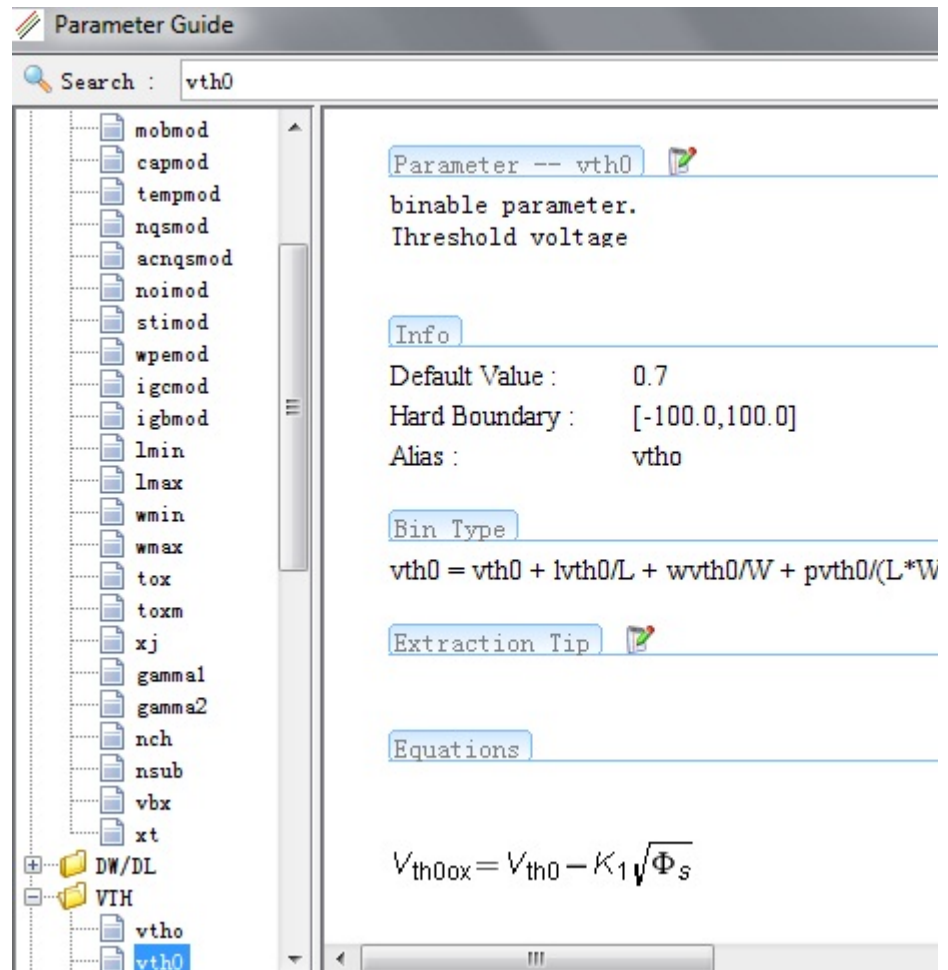 Parameter Guide
Search :
vth0
mobmod
capmod
tempmod
nqsmod
acnqsmod
noimod
stimod
wpemod
igcmod
igbmod
lmin
lmax
wmin
wmax
tox
toxm
xj
gamma1
gamma2
nch
nsub
vbx
xt
DW/DL
VTH
vtho
vth0
Parameter -- vth0
binable parameter.
Threshold voltage
Info
Default Value : 0.7
Hard Boundary : [-100.0,100.0]
Alias : vtho
Bin Type
vth0 = vth0 + lvth0/L + wvth0/W + pvth0/(L*W
Extraction Tip
Equations
Vth0ox = Vth0 − K1√Φs